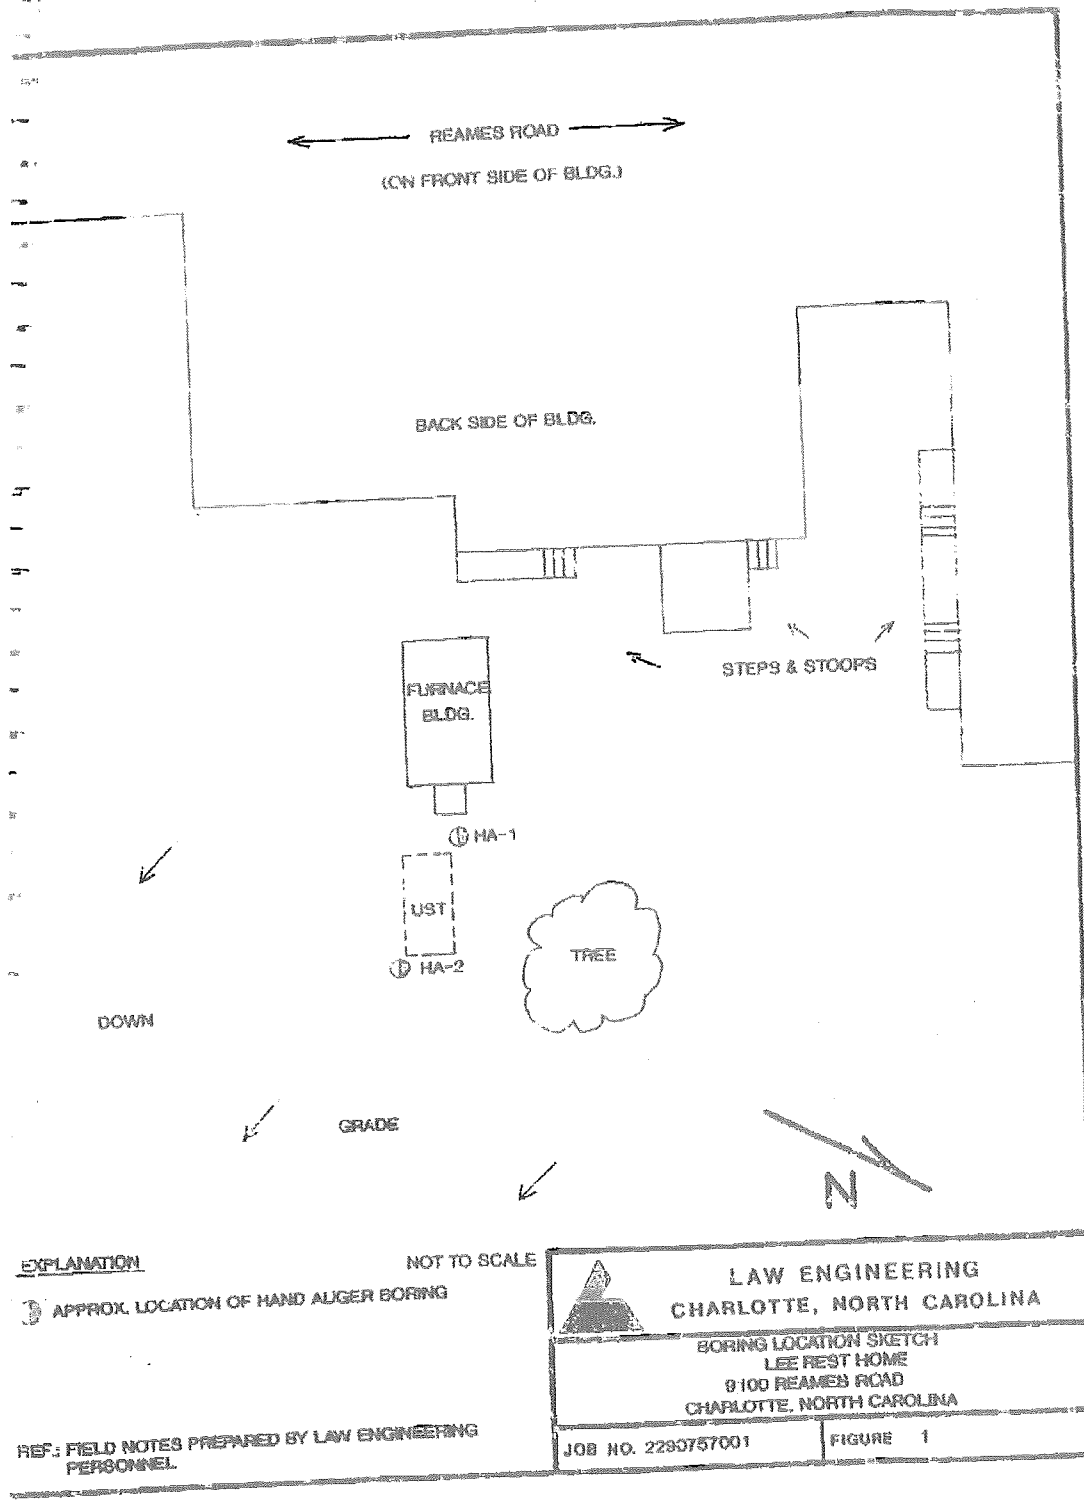 REAMES ROAD
(ON FRONT SIDE OF BLDG.)
BACK SIDE OF BLDG.
STEPS & STOOPS
FURNACE
BLDG.
HA-1
UST
TREE
HA-2
DOWN
GRADE
N
EXPLANATION
NOT TO SCALE
APPROX. LOCATION OF HAND AUGER BORING
REF.: FIELD NOTES PREPARED BY LAW ENGINEERING
PERSONNEL
LAW ENGINEERING
CHARLOTTE, NORTH CAROLINA
BORING LOCATION SKETCH
LEE REST HOME
9100 REAMES ROAD
CHARLOTTE, NORTH CAROLINA
JOB NO. 2290757001
FIGURE 1